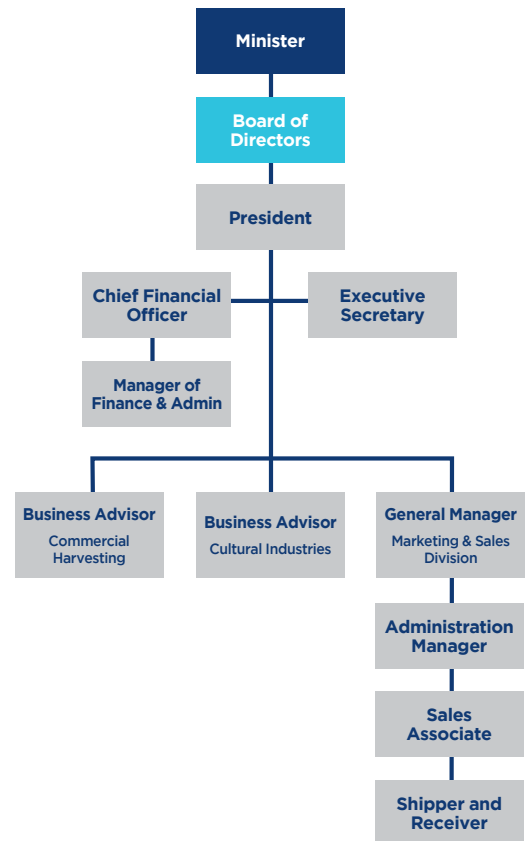 Minister
Board of
Directors
President
Chief Financial
Officer
Executive
Secretary
Manager of
Finance & Admin
Business Advisor
Commercial
Harvesting
Business Advisor
Cultural Industries
General Manager
Marketing & Sales
Division
Administration
Manager
Sales
Associate
Shipper and
Receiver